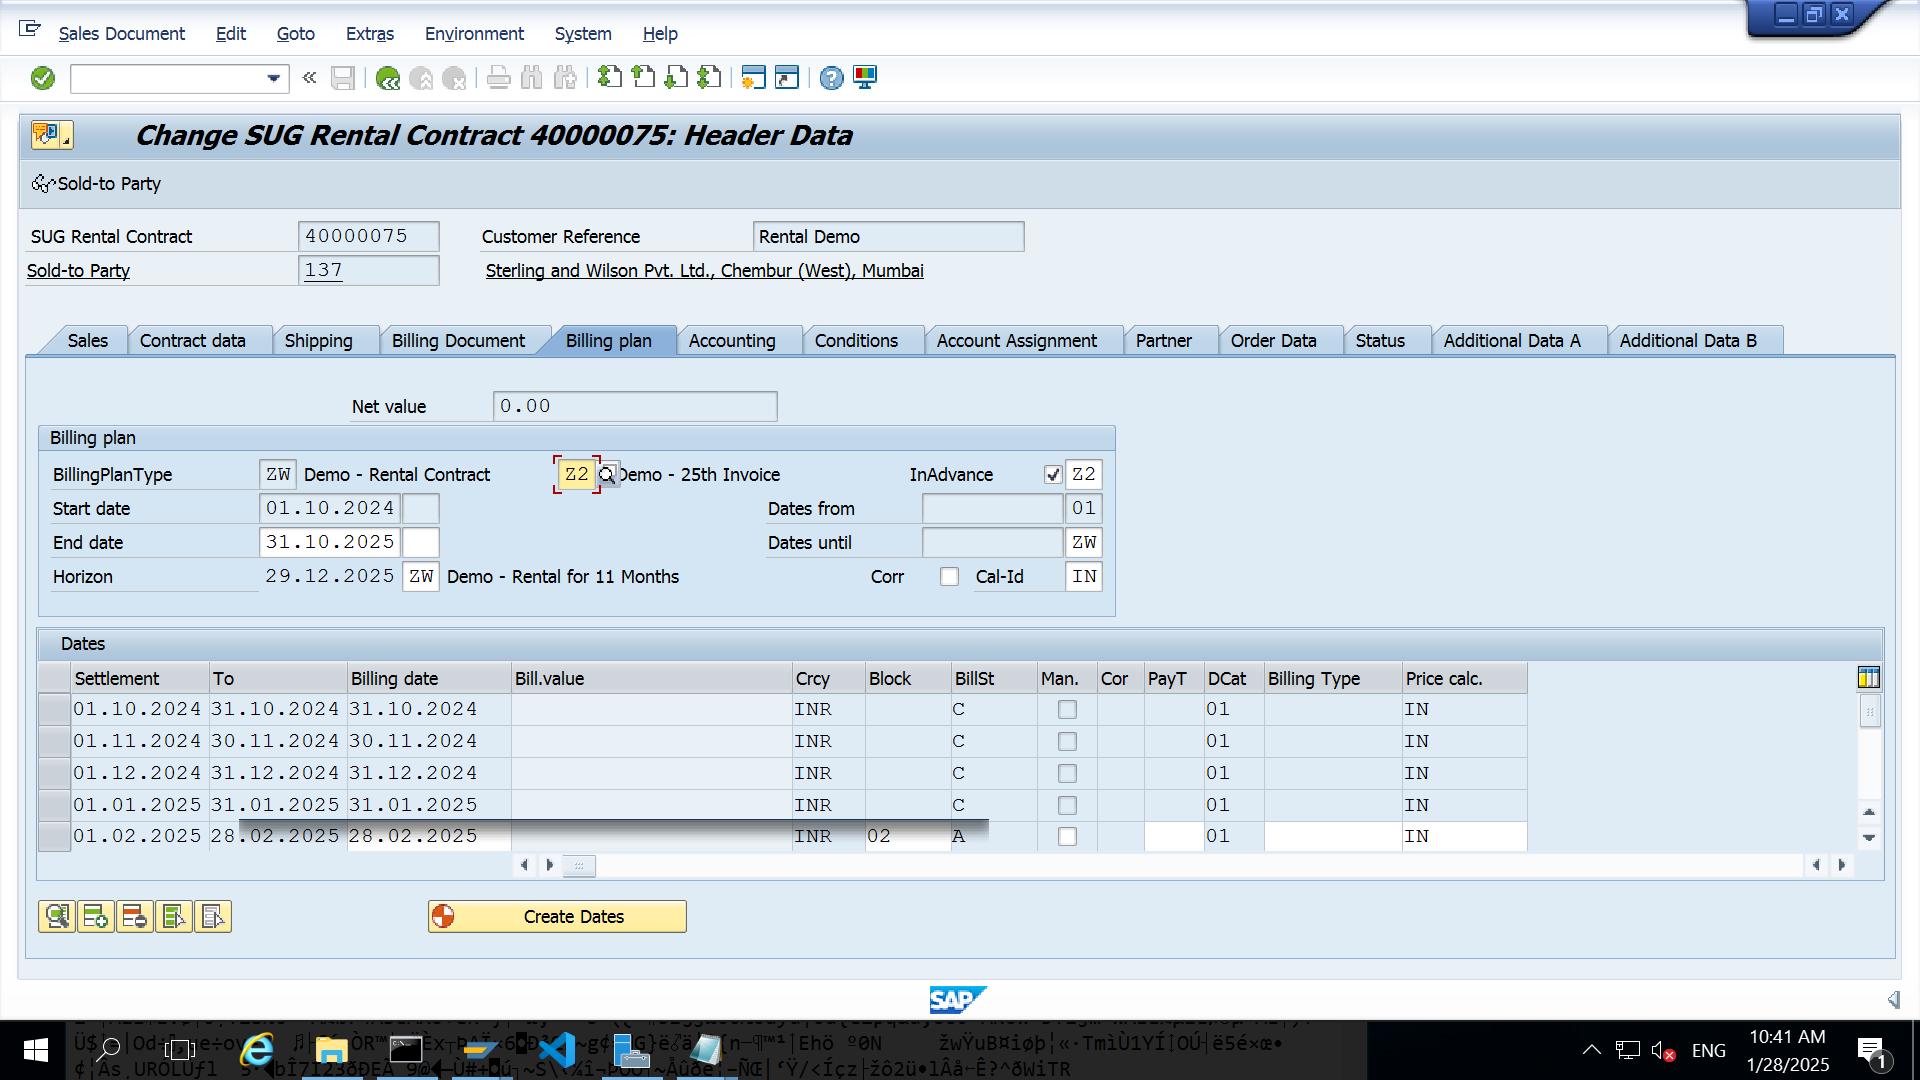 Sales Document Edit Goto Extras Environment System Help
Change SUG Rental Contract 40000075: Header Data
Sold-to Party
SUG Rental Contract 40000075 Customer Reference Rental Demo
Sold-to Party 137 Sterling and Wilson Pvt. Ltd., Chembur (West), Mumbai
Sales Contract data Shipping Billing Document Billing plan Accounting Conditions Account Assignment Partner Order Data Status Additional Data A Additional Data B
Net value 0.00
Billing plan
BillingPlanType ZW Demo - Rental Contract Z2 Demo - 25th Invoice InAdvance Z2
Start date 01.10.2024 Dates from 01
End date 31.10.2025 Dates until ZW
Horizon 29.12.2025 ZW Demo - Rental for 11 Months Corr Cal-Id IN
Dates
Settlement To Billing date Bill.value Crcy Block BillSt Man. Cor PayT DCat Billing Type Price calc.
01.10.2024 31.10.2024 31.10.2024 INR C 01 IN
01.11.2024 30.11.2024 30.11.2024 INR C 01 IN
01.12.2024 31.12.2024 31.12.2024 INR C 01 IN
01.01.2025 31.01.2025 31.01.2025 INR C 01 IN
01.02.2025 28.02.2025 28.02.2025 INR 02 A 01 IN
Create Dates
SAP
ENG
10:41 AM
1/28/2025
1